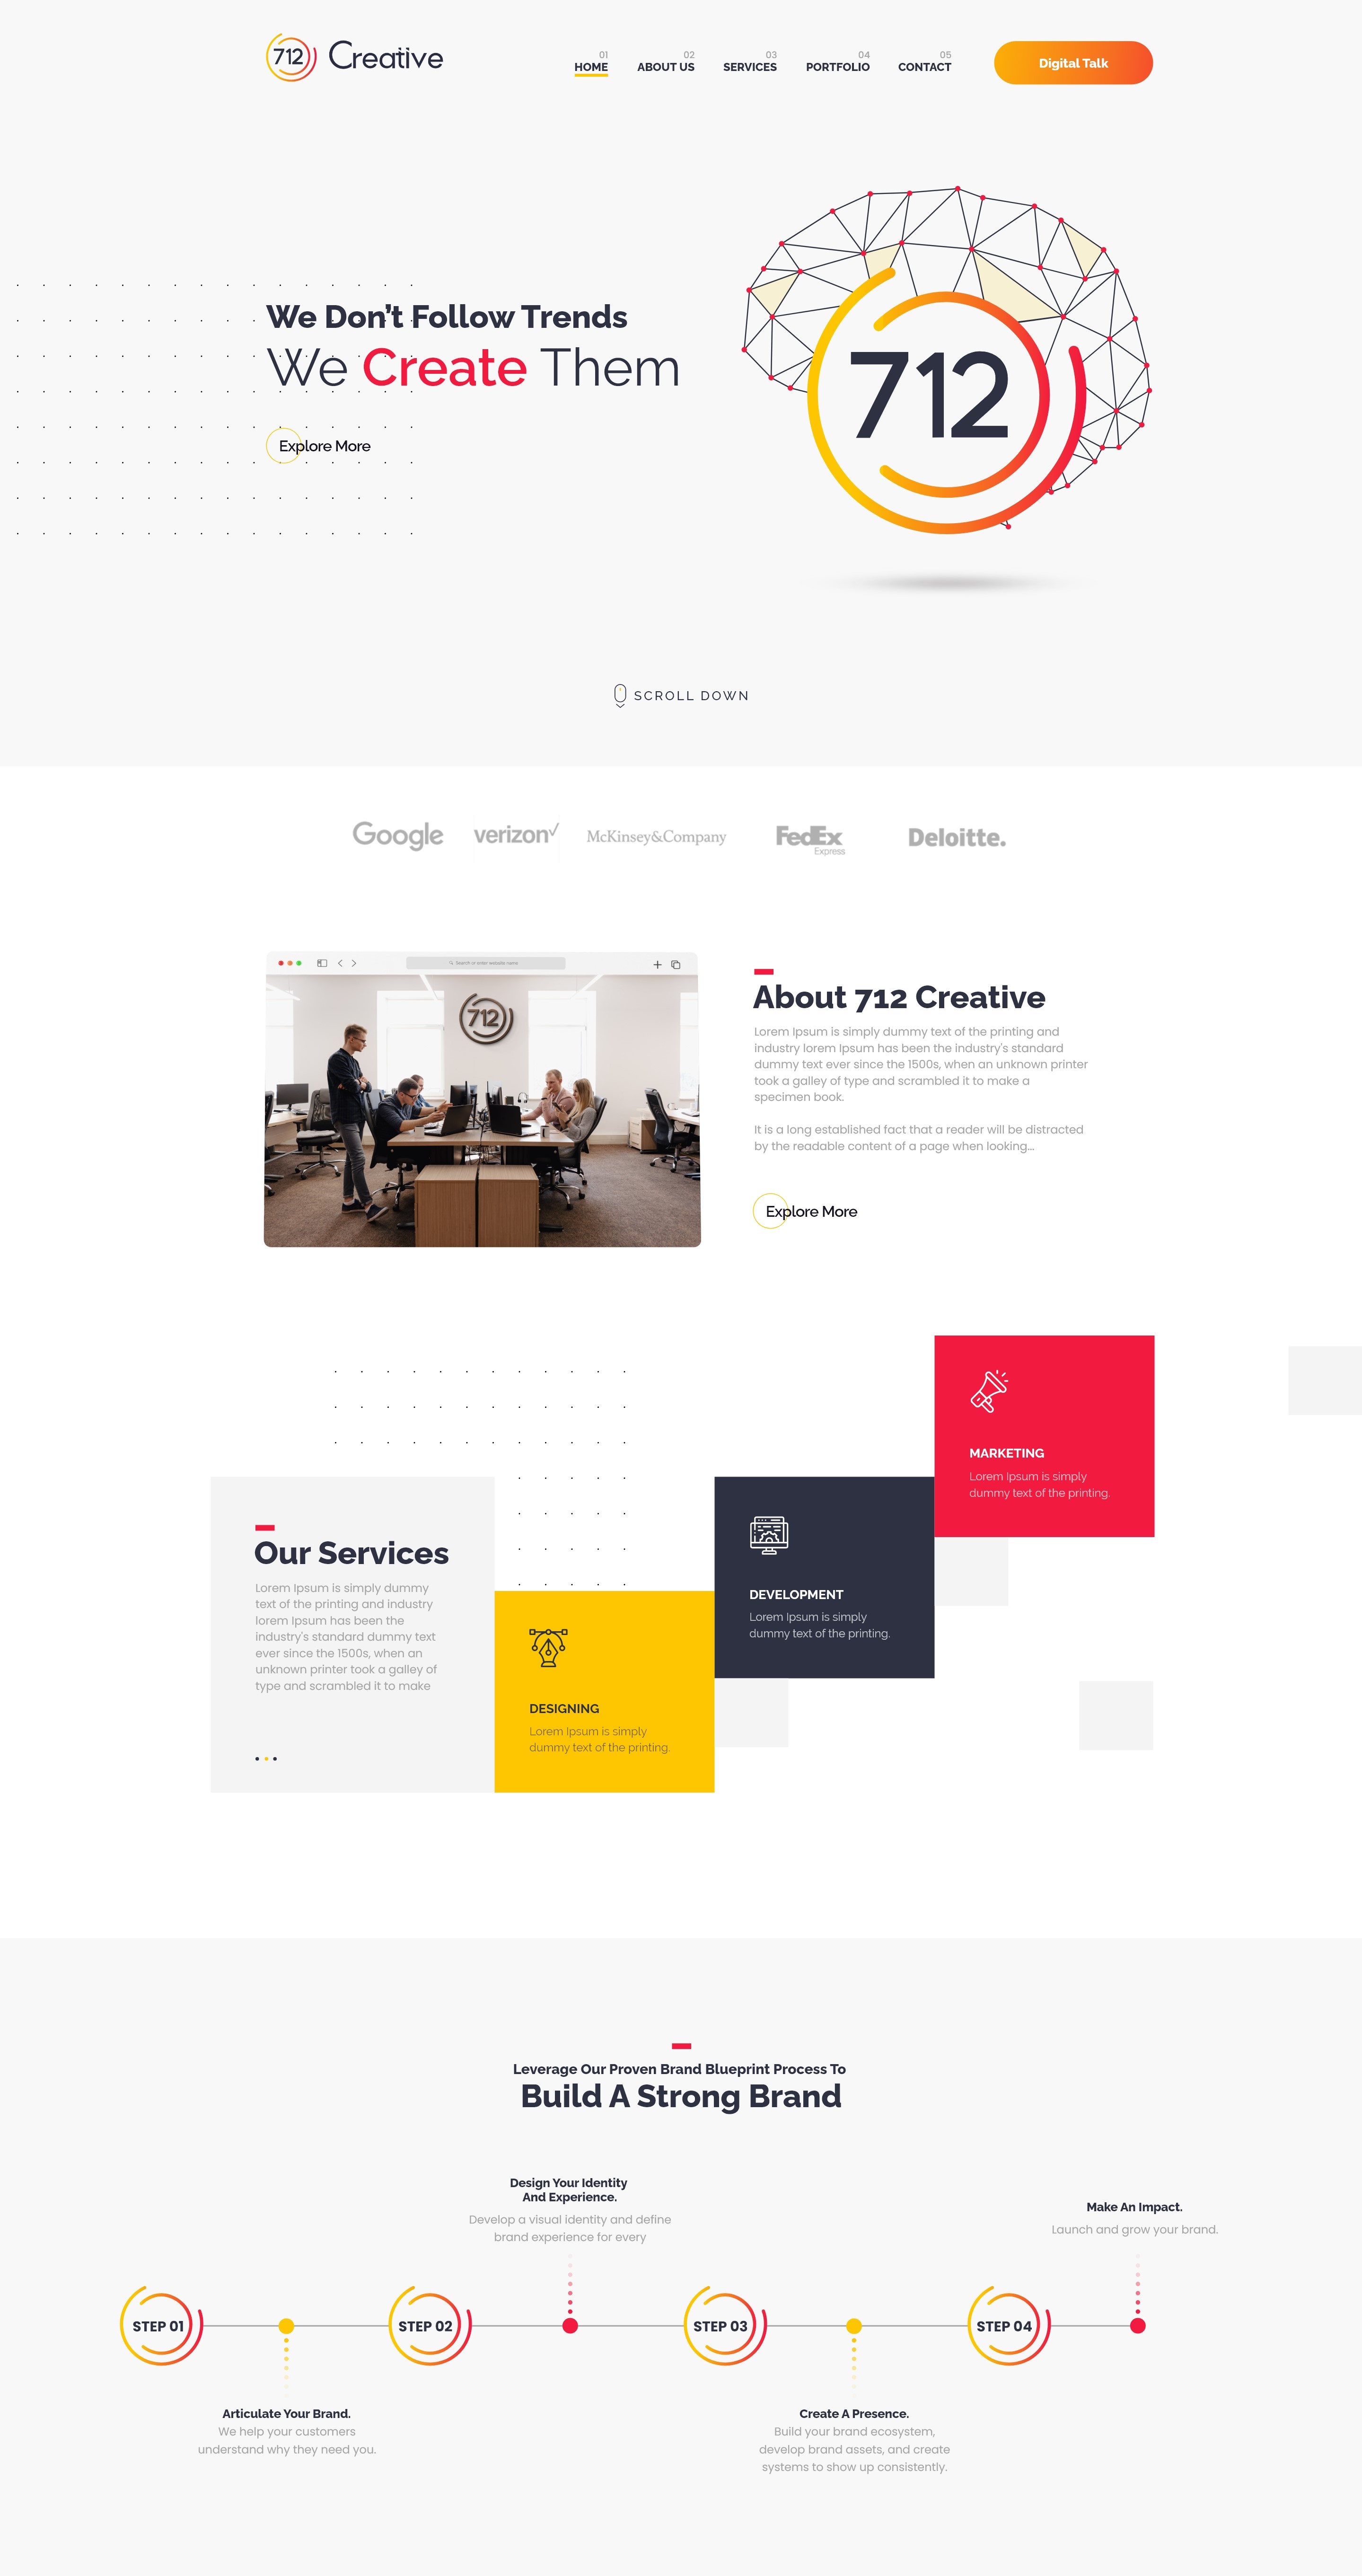 712 Creative
01
HOME
02
ABOUT US
03
SERVICES
04
PORTFOLIO
05
CONTACT
Digital Talk
We Don't Follow Trends
We Create Them
Explore More
712
SCROLL DOWN
Google
verizon✓
McKinsey&Company
FedEx
Express
Deloitte.
Search or enter website name
712
About 712 Creative
Lorem Ipsum is simply dummy text of the printing and
industry lorem Ipsum has been the industry's standard
dummy text ever since the 1500s, when an unknown printer
took a galley of type and scrambled it to make a
specimen book.
It is a long established fact that a reader will be distracted
by the readable content of a page when looking...
Explore More
MARKETING
Lorem Ipsum is simply
dummy text of the printing.
Our Services
Lorem Ipsum is simply dummy
text of the printing and industry
lorem Ipsum has been the
industry's standard dummy text
ever since the 1500s, when an
unknown printer took a galley of
type and scrambled it to make
DEVELOPMENT
Lorem Ipsum is simply
dummy text of the printing.
DESIGNING
Lorem Ipsum is simply
dummy text of the printing.
Leverage Our Proven Brand Blueprint Process To
Build A Strong Brand
Design Your Identity
And Experience.
Develop a visual identity and define
brand experience for every
Make An Impact.
Launch and grow your brand.
STEP 01
STEP 02
STEP 03
STEP 04
Articulate Your Brand.
We help your customers
understand why they need you.
Create A Presence.
Build your brand ecosystem,
develop brand assets, and create
systems to show up consistently.